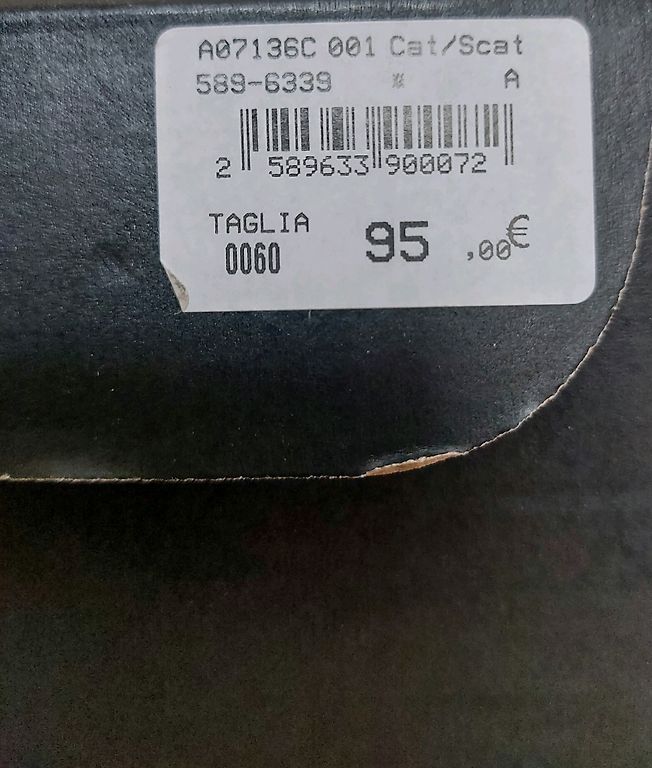 A07136C 001 Cat/Scat
589-6339 * A
2 589633 900072
TAGLIA
0060
95,00€